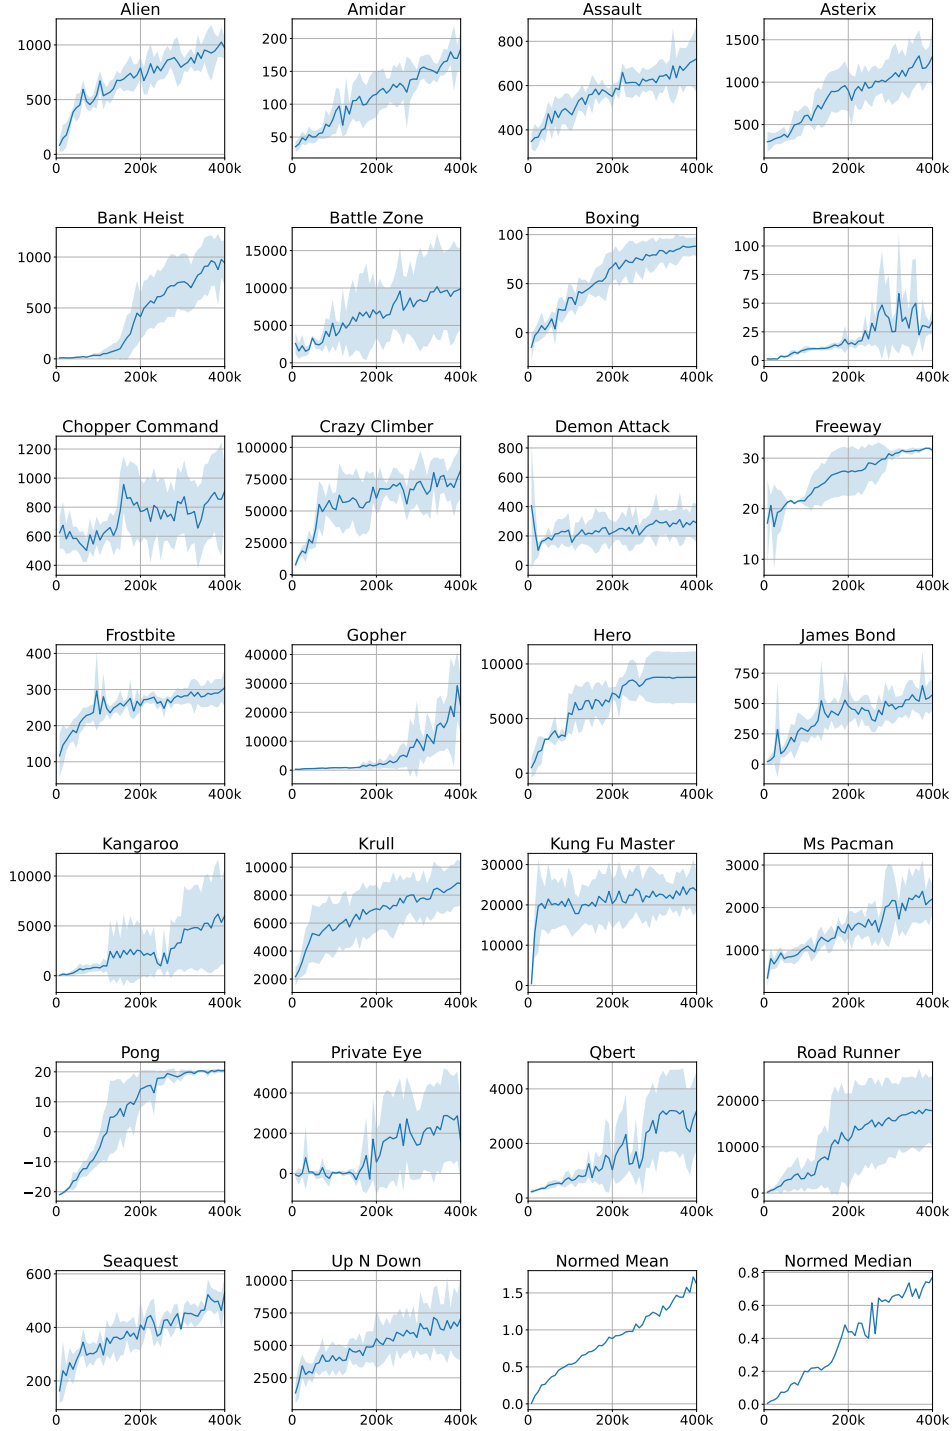 Alien Amidar Assault Asterix
1000 500 0
200 150 100 50
800 600 400
1500 1000 500
0 200k 400k 0 200k 400k 0 200k 400k 0 200k 400k
Bank Heist Battle Zone Boxing Breakout
1000 500 0
15000 10000 5000 0
100 50 0
100 75 50 25 0
0 200k 400k 0 200k 400k 0 200k 400k 0 200k 400k
Chopper Command Crazy Climber Demon Attack Freeway
1200 1000 800 600 400
100000 75000 50000 25000 0
800 600 400 200 0
30 20 10
0 200k 400k 0 200k 400k 0 200k 400k 0 200k 400k
Frostbite Gopher Hero James Bond
400 300 200 100
40000 30000 20000 10000 0
10000 5000 0
750 500 250 0
0 200k 400k 0 200k 400k 0 200k 400k 0 200k 400k
Kangaroo Krull Kung Fu Master Ms Pacman
10000 5000 0
10000 8000 6000 4000 2000
30000 20000 10000 0
3000 2000 1000
0 200k 400k 0 200k 400k 0 200k 400k 0 200k 400k
Pong Private Eye Qbert Road Runner
20 10 0 −10 −20
4000 2000 0
4000 2000 0
20000 10000 0
0 200k 400k 0 200k 400k 0 200k 400k 0 200k 400k
Seaquest Up N Down Normed Mean Normed Median
600 400 200
10000 7500 5000 2500
1.5 1.0 0.5 0.0
0.8 0.6 0.4 0.2 0.0
0 200k 400k 0 200k 400k 0 200k 400k 0 200k 400k